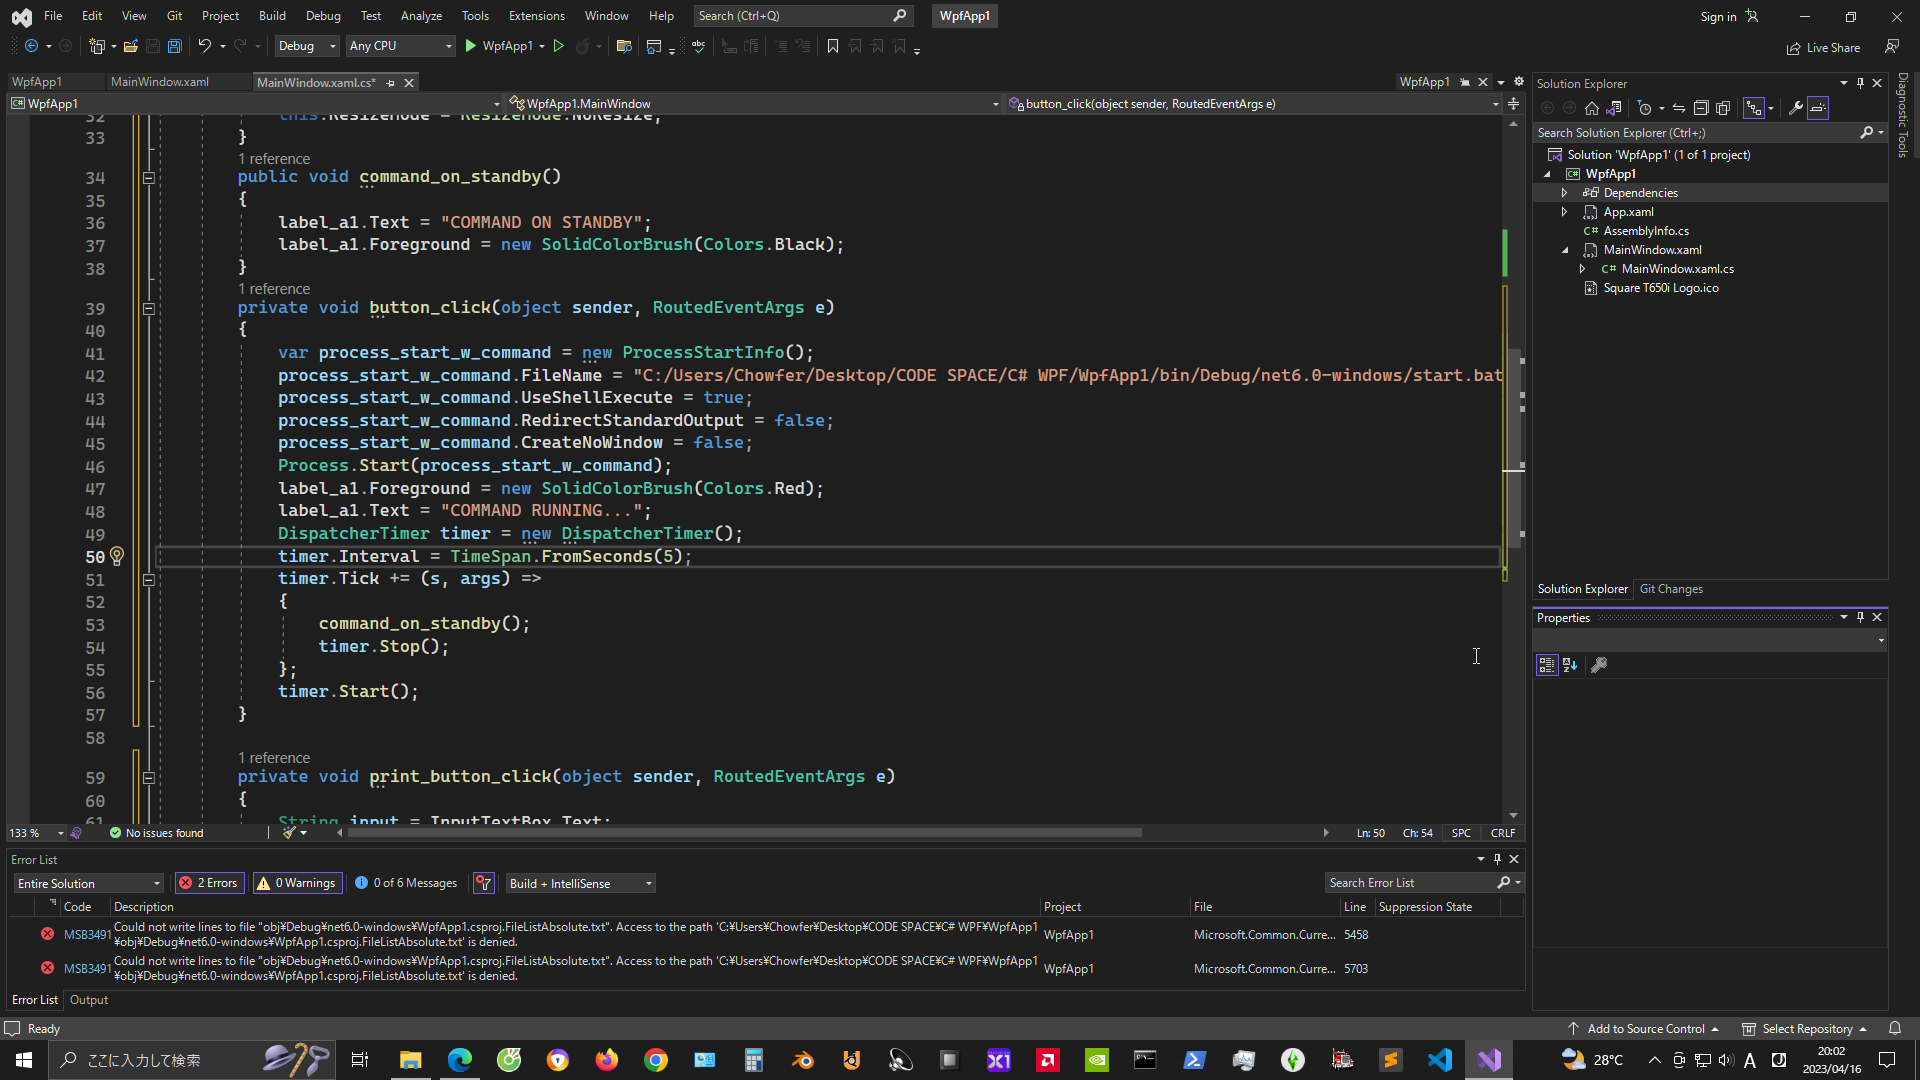 File Edit View Git Project Build Debug Test Analyze Tools Extensions Window Help Search (Ctrl+Q) WpfApp1 Sign in
Debug Any CPU WpfApp1 Live Share
WpfApp1 MainWindow.xaml MainWindow.xaml.cs* WpfApp1
WpfApp1 WpfApp1.MainWindow button_click(object sender, RoutedEventArgs e)
32 this.ResizeMode = ResizeMode.NoResize;
33 }
1 reference
34 public void command_on_standby()
35 {
36 label_a1.Text = "COMMAND ON STANDBY";
37 label_a1.Foreground = new SolidColorBrush(Colors.Black);
38 }
1 reference
39 private void button_click(object sender, RoutedEventArgs e)
40 {
41 var process_start_w_command = new ProcessStartInfo();
42 process_start_w_command.FileName = "C:/Users/Chowfer/Desktop/CODE SPACE/C# WPF/WpfApp1/bin/Debug/net6.0-windows/start.bat
43 process_start_w_command.UseShellExecute = true;
44 process_start_w_command.RedirectStandardOutput = false;
45 process_start_w_command.CreateNoWindow = false;
46 Process.Start(process_start_w_command);
47 label_a1.Foreground = new SolidColorBrush(Colors.Red);
48 label_a1.Text = "COMMAND RUNNING...";
49 DispatcherTimer timer = new DispatcherTimer();
50 timer.Interval = TimeSpan.FromSeconds(5);
51 timer.Tick += (s, args) =>
52 {
53 command_on_standby();
54 timer.Stop();
55 };
56 timer.Start();
57 }
58
1 reference
59 private void print_button_click(object sender, RoutedEventArgs e)
60 {
61 String input = InputTextBox.Text;
133 % No issues found Ln: 50 Ch: 54 SPC CRLF
Error List
Entire Solution 2 Errors 0 Warnings 0 of 6 Messages Build + IntelliSense Search Error List
Code Description Project File Line Suppression State
MSB3491 Could not write lines to file "obj¥Debug¥net6.0-windows¥WpfApp1.csproj.FileListAbsolute.txt". Access to the path 'C:¥Users¥Chowfer¥Desktop¥CODE SPACE¥C# WPF¥WpfApp1
¥obj¥Debug¥net6.0-windows¥WpfApp1.csproj.FileListAbsolute.txt' is denied. WpfApp1 Microsoft.Common.Curre... 5458
MSB3491 Could not write lines to file "obj¥Debug¥net6.0-windows¥WpfApp1.csproj.FileListAbsolute.txt". Access to the path 'C:¥Users¥Chowfer¥Desktop¥CODE SPACE¥C# WPF¥WpfApp1
¥obj¥Debug¥net6.0-windows¥WpfApp1.csproj.FileListAbsolute.txt' is denied. WpfApp1 Microsoft.Common.Curre... 5703
Error List Output
Solution Explorer
Search Solution Explorer (Ctrl+;)
Solution 'WpfApp1' (1 of 1 project)
WpfApp1
Dependencies
App.xaml
C# AssemblyInfo.cs
MainWindow.xaml
C# MainWindow.xaml.cs
Square T650i Logo.ico
Solution Explorer Git Changes
Properties
Diagnostic Tools
Ready Add to Source Control Select Repository
ここに入力して検索 28°C A 20:02
2023/04/16